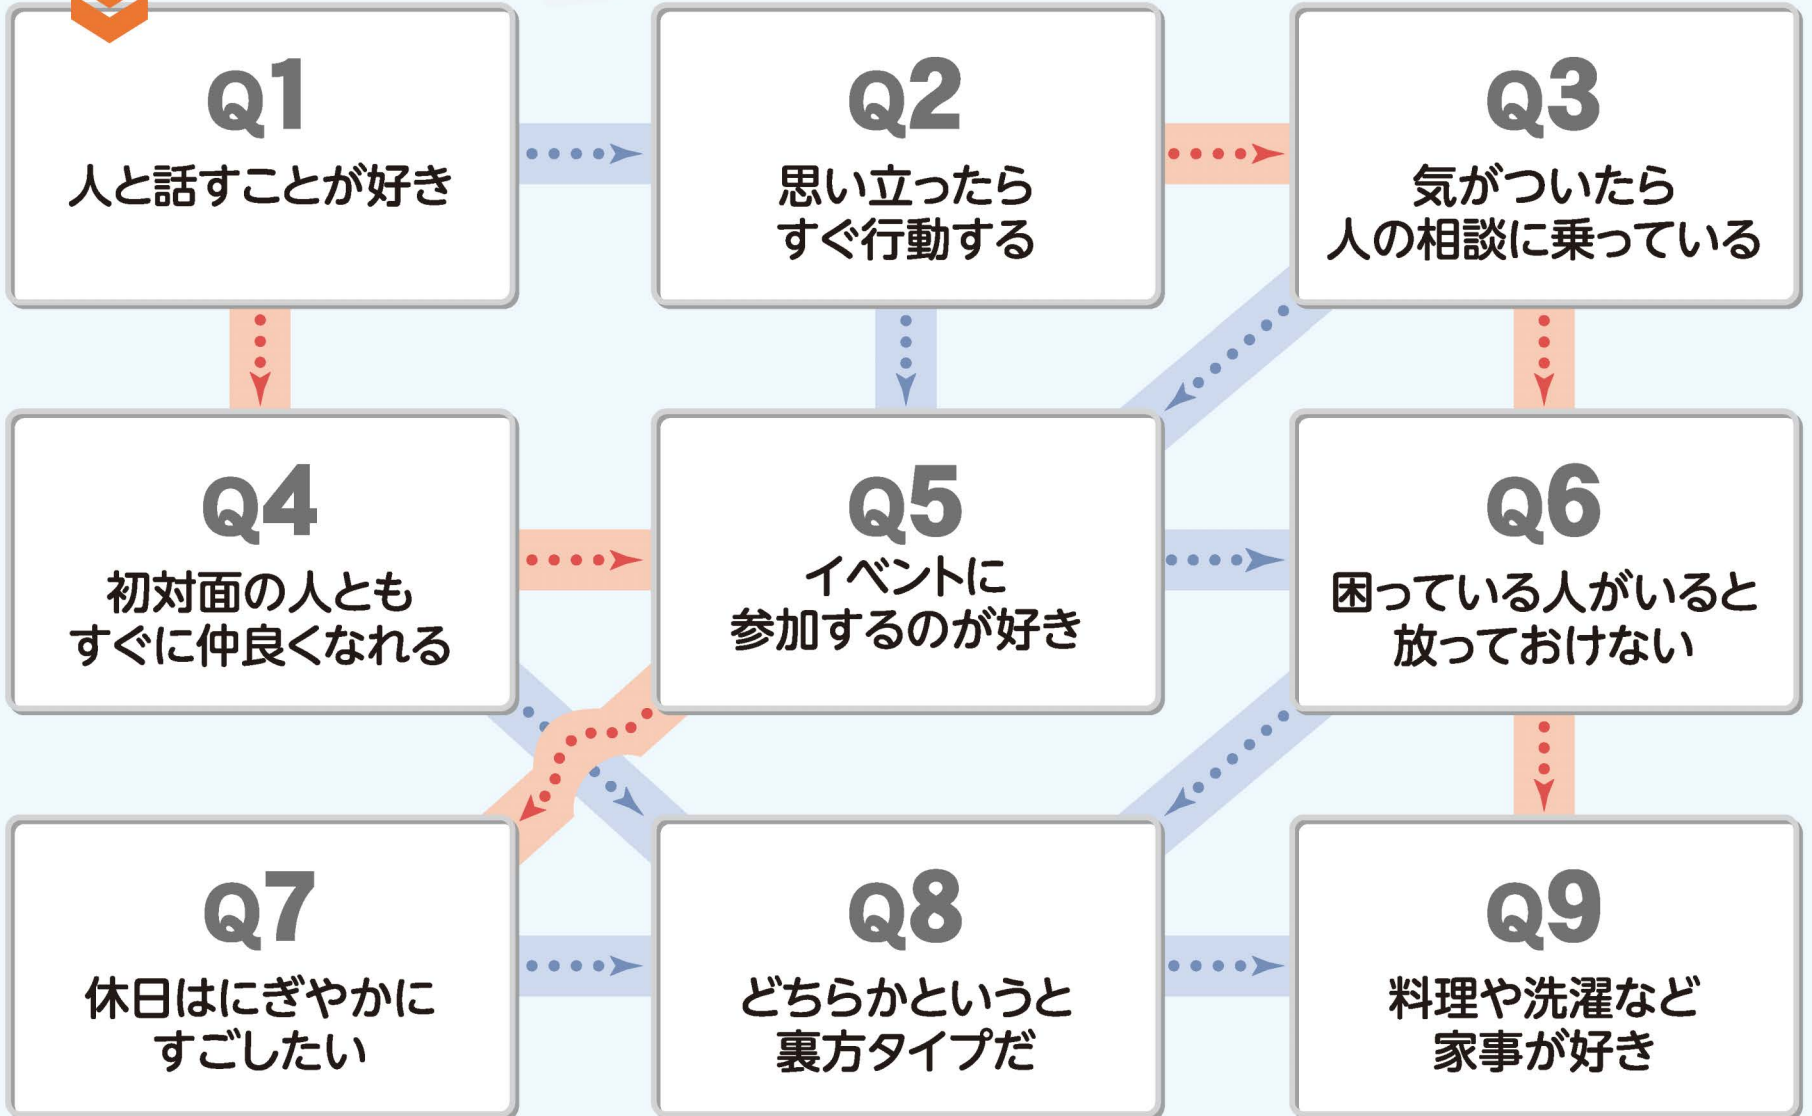 Q1
人と話すことが好き
Q2
思い立ったら
すぐ行動する
Q3
気がついたら
人の相談に乗っている
Q4
初対面の人とも
すぐに仲良くなれる
Q5
イベントに
参加するのが好き
Q6
困っている人がいると
放っておけない
Q7
休日はにぎやかに
すごしたい
Q8
どちらかというと
裏方タイプだ
Q9
料理や洗濯など
家事が好き